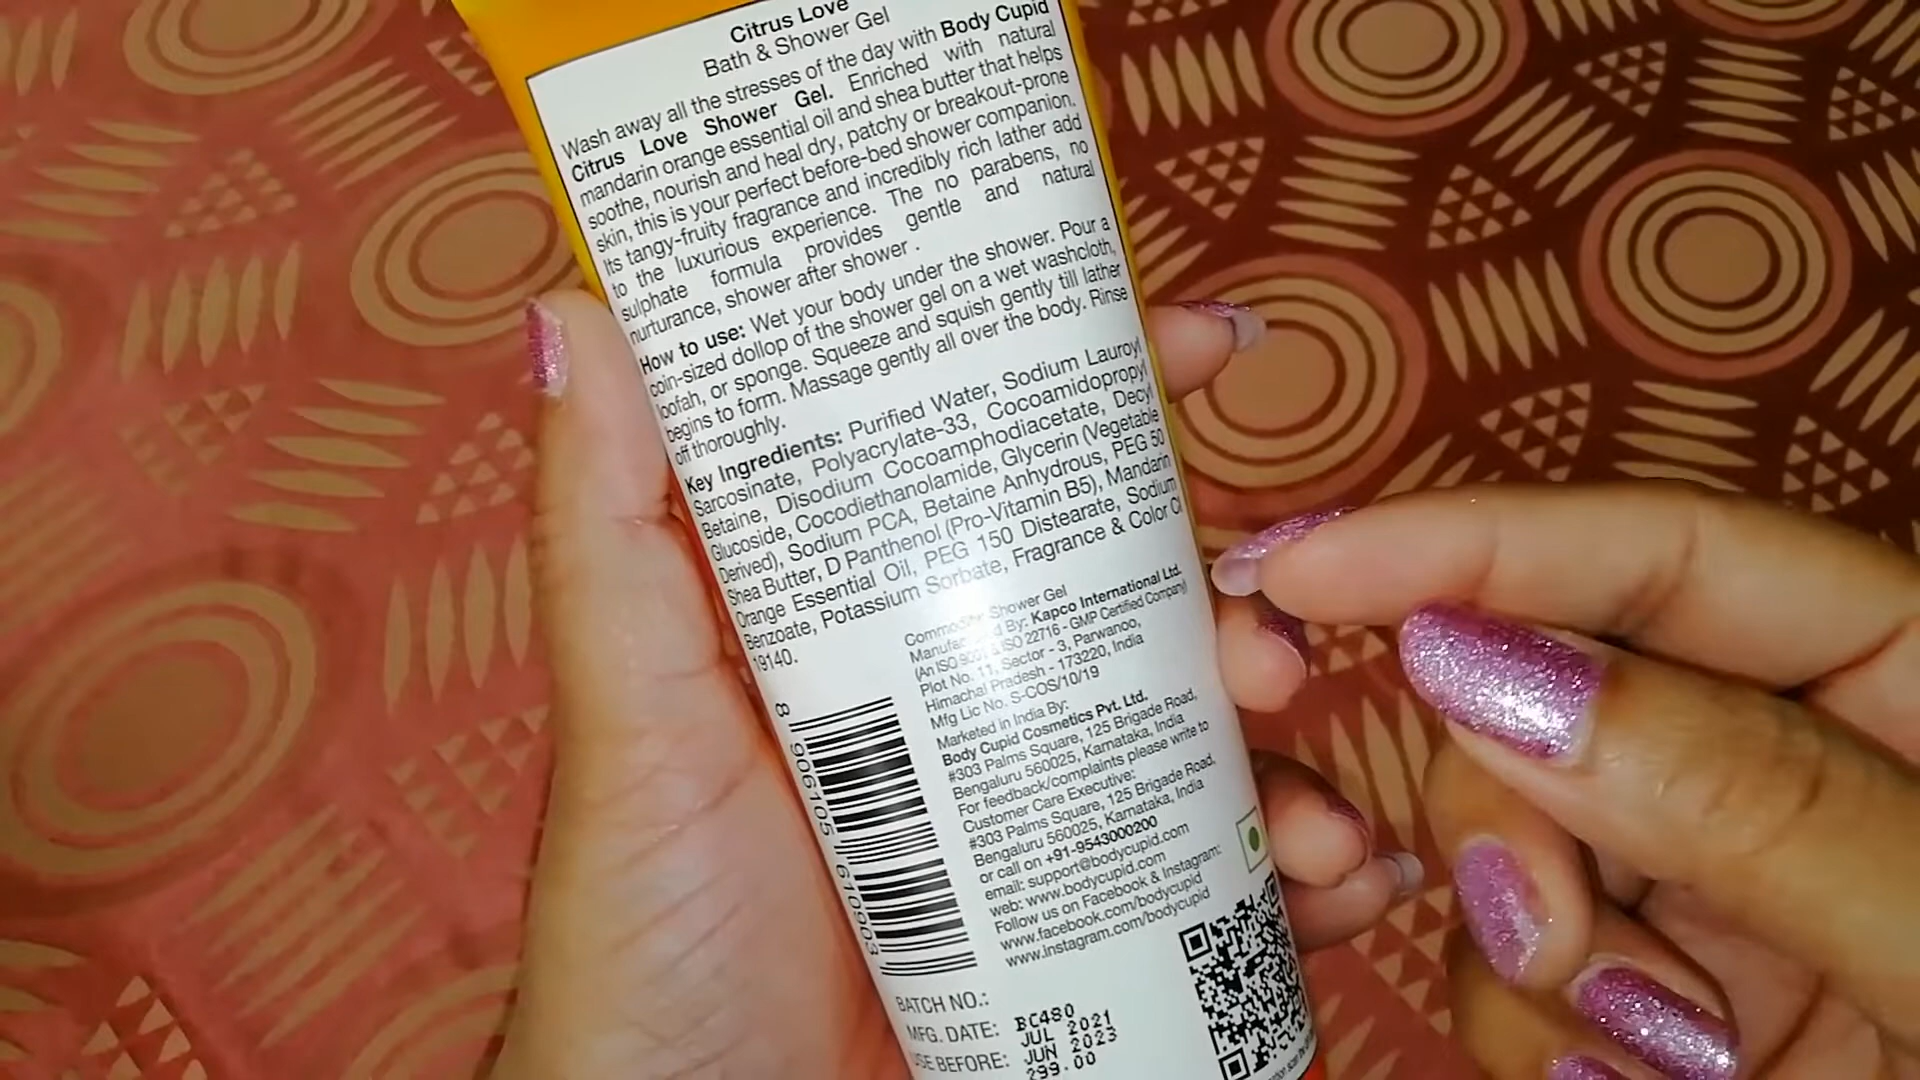 Citrus Love
Bath & Shower Gel
Wash away all the stresses of the day with Body Cupid
Citrus Love Shower Gel. Enriched with natural
mandarin orange essential oil and shea butter that helps
soothe, nourish and heal dry, patchy or breakout-prone
skin, this is your perfect before-bed shower companion.
Its tangy-fruity fragrance and incredibly rich lather add
to the luxurious experience. The no parabens, no
sulphate formula provides gentle and natural
nurturance, shower after shower .
How to use: Wet your body under the shower. Pour a
coin-sized dollop of the shower gel on a wet washcloth,
loofah, or sponge. Squeeze and squish gently till lather
begins to form. Massage gently all over the body. Rinse
off thoroughly.
Key Ingredients: Purified Water, Sodium Lauroyl
Sarcosinate, Polyacrylate-33, Cocoamidopropyl
Betaine, Disodium Cocoamphodiacetate, Decyl
Glucoside, Cocodiethanolamide, Glycerin (Vegetable
Derived), Sodium PCA, Betaine Anhydrous, PEG 50
Shea Butter, D Panthenol (Pro-Vitamin B5), Mandarin
Orange Essential Oil, PEG 150 Distearate, Sodium
Benzoate, Potassium Sorbate, Fragrance & Color CI
19140.
Shower Gel
By: Kapco International Ltd.
(An ISO 9001 & ISO 22716 - GMP Certified Company)
Plot No. 11, Sector - 3, Parwanoo,
Himachal Pradesh - 173220, India
Mfg Lic No. S-COS/10/19
Marketed in India By:
Body Cupid Cosmetics Pvt. Ltd.
#303 Palms Square, 125 Brigade Road,
Bengaluru 560025, Karnataka, India
For feedback/complaints please write to
Customer Care Executive:
#303 Palms Square, 125 Brigade Road,
Bengaluru 560025, Karnataka, India
or call on +91-9543000200
email: support@bodycupid.com
web: www.bodycupid.com
Follow us on Facebook & Instagram:
www.facebook.com/bodycupid
www.instagram.com/bodycupid
8 906105 610903
BATCH NO.: BC480
MFG. DATE: JUL 2021
USE BEFORE: JUN 2023
299.00